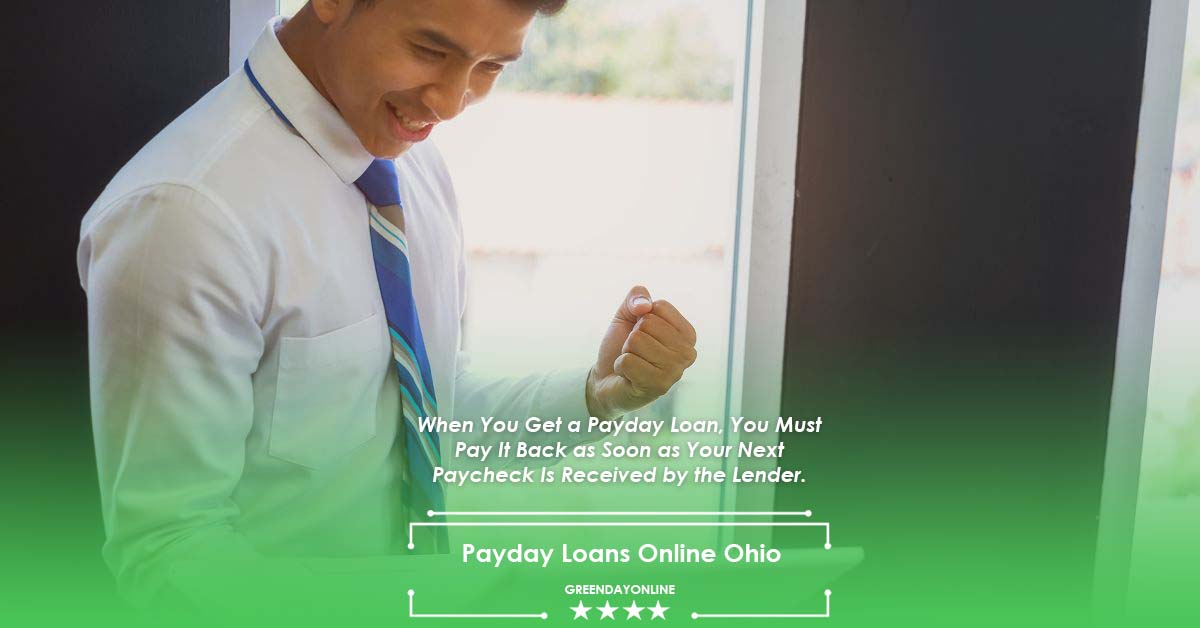 When You Get a Payday Loan, You Must
Pay It Back as Soon as Your Next
Paycheck Is Received by the Lender.
Payday Loans Online Ohio
GREENDAYONLINE